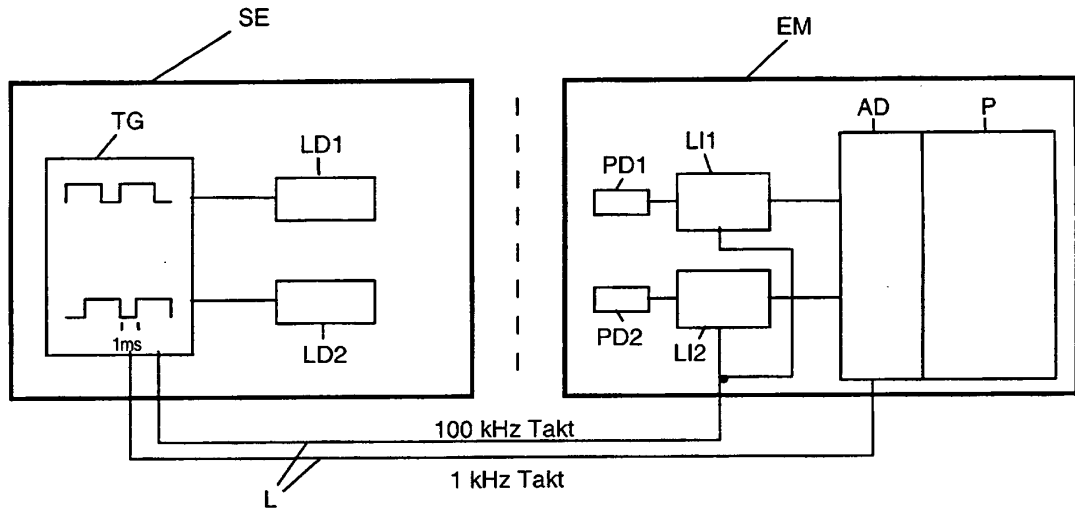 SE
EM
TG
LD1
LD2
1ms
PD1
LI1
AD
P
PD2
LI2
100 kHz Takt
1 kHz Takt
L